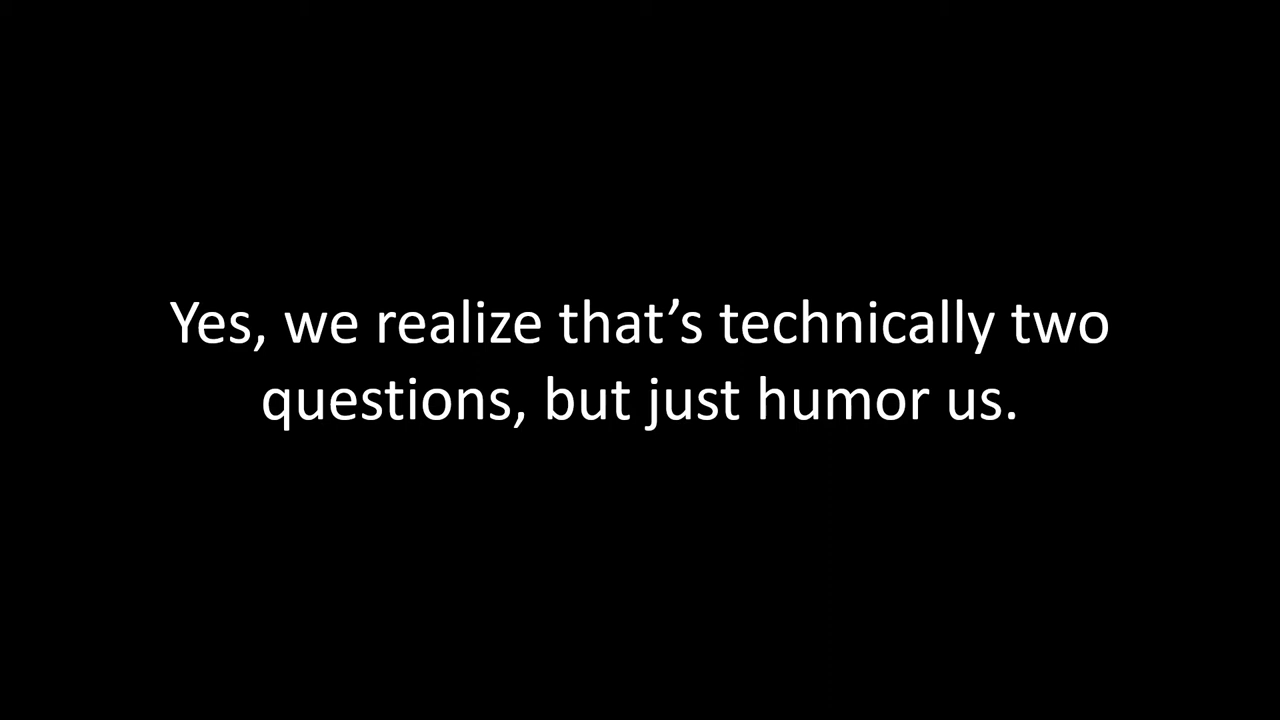 Yes, we realize that’s technically two
questions, but just humor us.